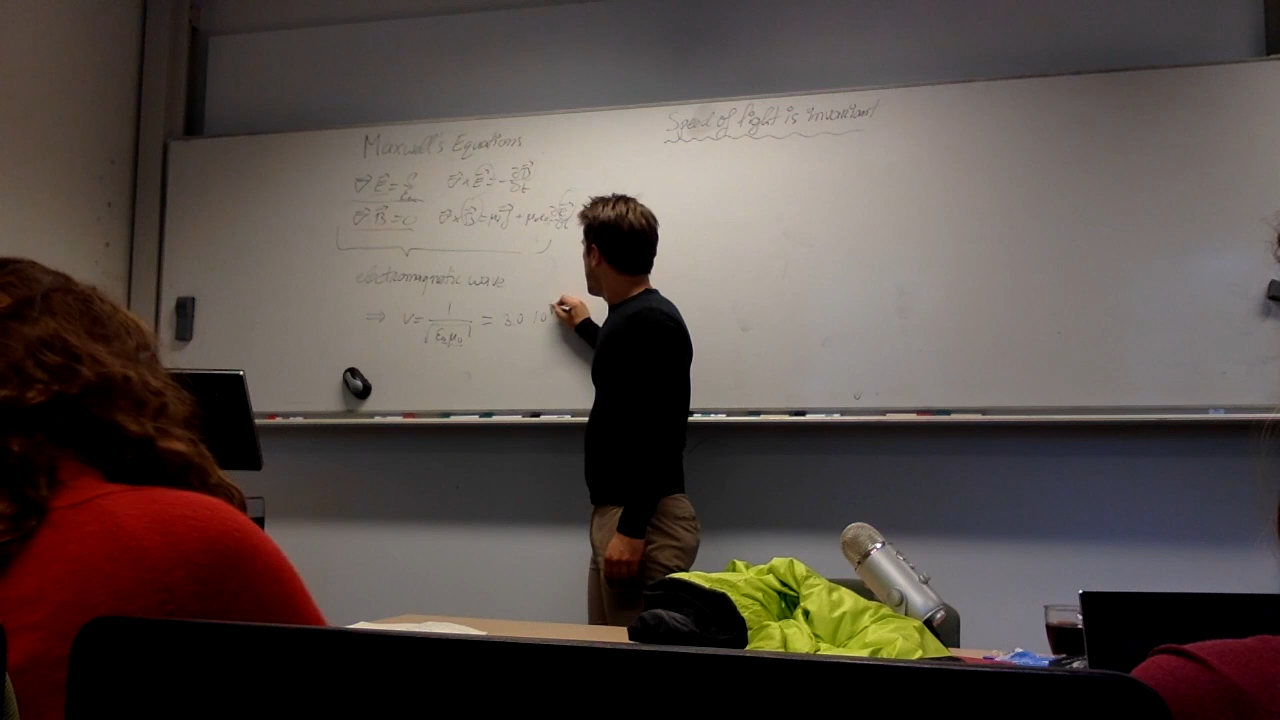 Maxwell's Equations
∇⃗·E⃗ = ρ/ε₀ ∇⃗×E⃗ = -∂B⃗/∂t
∇⃗·B⃗ = 0 ∇⃗×B⃗ = μ₀J⃗ + μ₀ε₀ ∂E⃗/∂t
electromagnetic wave
⇒ v = 1/√(ε₀μ₀) = 3.0 10
Speed of light is invariant